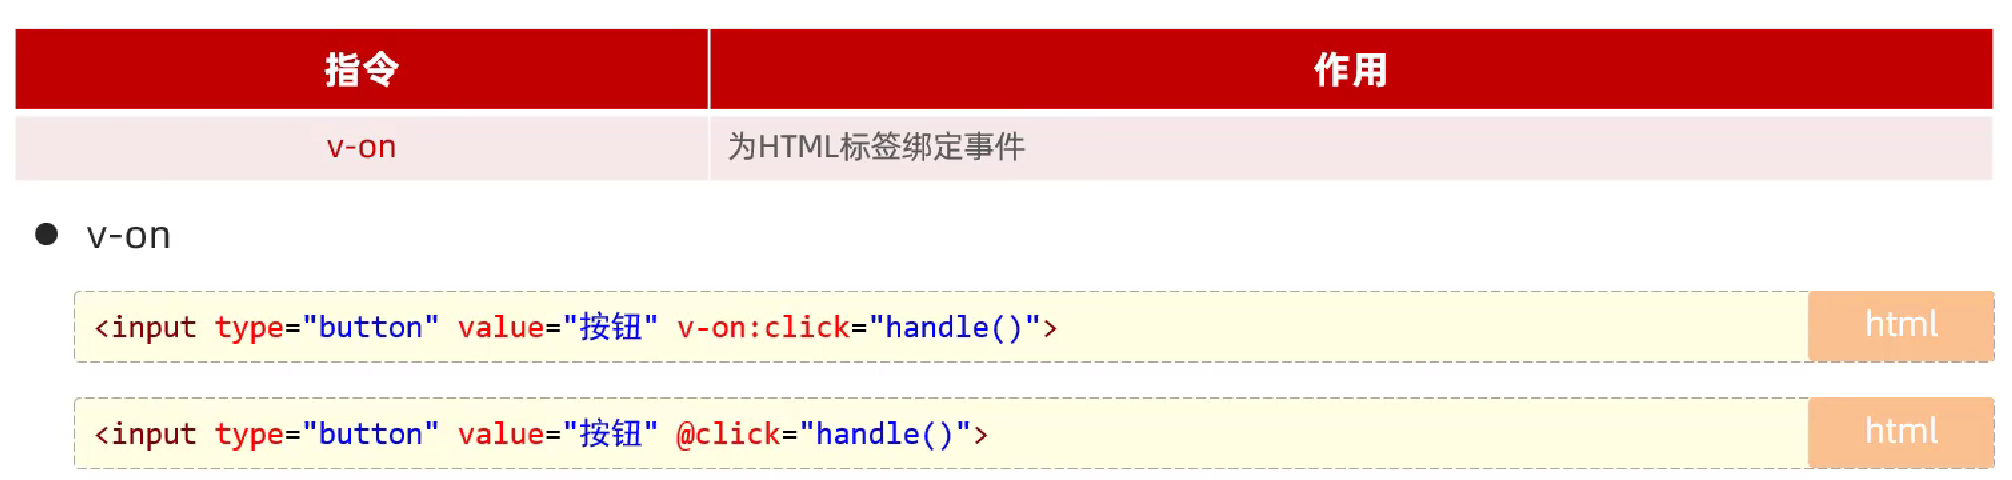 指令 作用
v-on 为HTML标签绑定事件
● v-on
<input type="button" value="按钮" v-on:click="handle()"> html
<input type="button" value="按钮" @click="handle()"> html